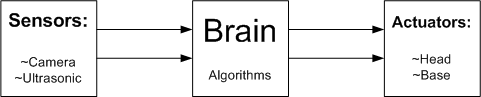 Sensors:
~Camera
~Ultrasonic
Brain
Algorithms
Actuators:
~Head
~Base